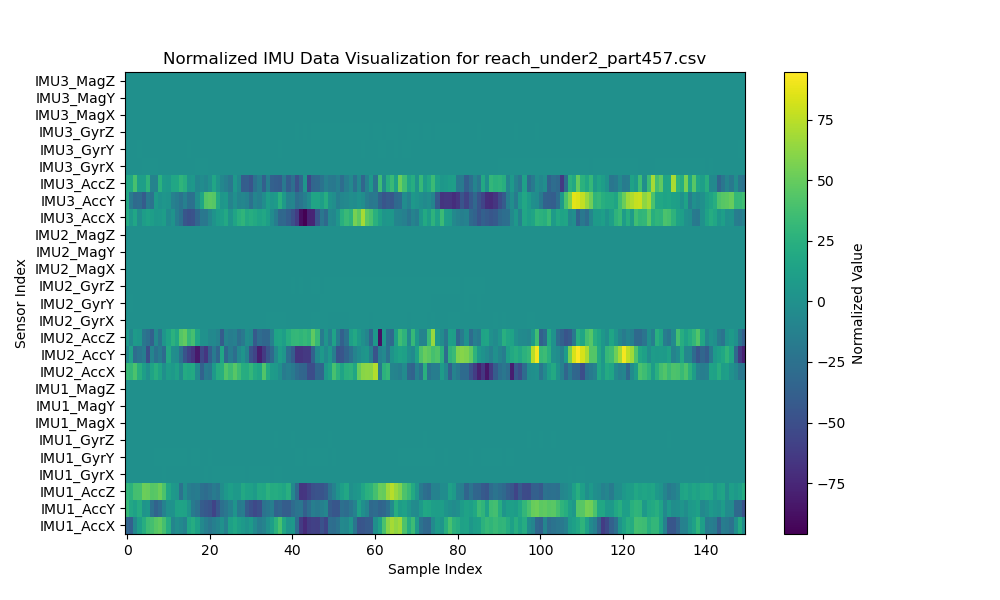 Normalized IMU Data Visualization for reach_under2_part457.csv
IMU3_MagZ
IMU3_MagY
IMU3_MagX
IMU3_GyrZ
IMU3_GyrY
IMU3_GyrX
IMU3_AccZ
IMU3_AccY
IMU3_AccX
IMU2_MagZ
IMU2_MagY
IMU2_MagX
IMU2_GyrZ
IMU2_GyrY
IMU2_GyrX
IMU2_AccZ
IMU2_AccY
IMU2_AccX
IMU1_MagZ
IMU1_MagY
IMU1_MagX
IMU1_GyrZ
IMU1_GyrY
IMU1_GyrX
IMU1_AccZ
IMU1_AccY
IMU1_AccX
Sensor Index
0 20 40 60 80 100 120 140
Sample Index
75
50
25
0
−25
−50
−75
Normalized Value